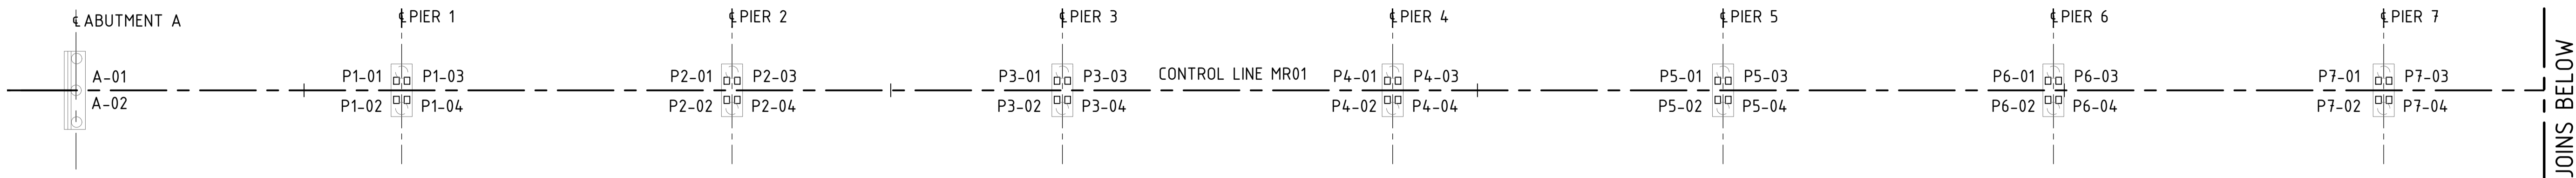 ℄ ABUTMENT A
℄ PIER 1
℄ PIER 2
℄ PIER 3
℄ PIER 4
℄ PIER 5
℄ PIER 6
℄ PIER 7
A-01
A-02
P1-01 P1-03
P1-02 P1-04
P2-01 P2-03
P2-02 P2-04
P3-01 P3-03
P3-02 P3-04
CONTROL LINE MR01
P4-01 P4-03
P4-02 P4-04
P5-01 P5-03
P5-02 P5-04
P6-01 P6-03
P6-02 P6-04
P7-01 P7-03
P7-02 P7-04
JOINS BELOW